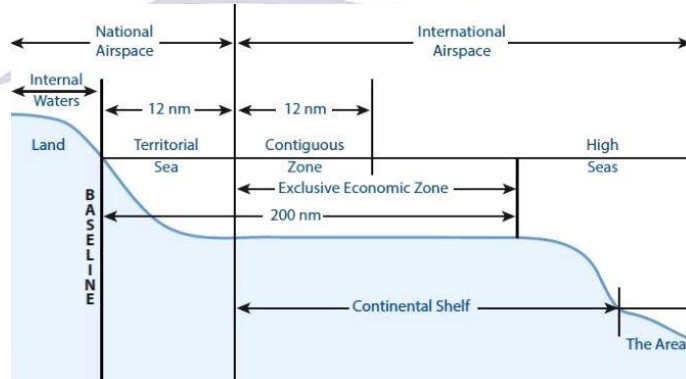 National
Airspace
International
Airspace
Internal
Waters
12 nm
12 nm
Land
Territorial
Sea
Contiguous
Zone
High
Seas
Exclusive Economic Zone
200 nm
BASELINE
Continental Shelf
The Area